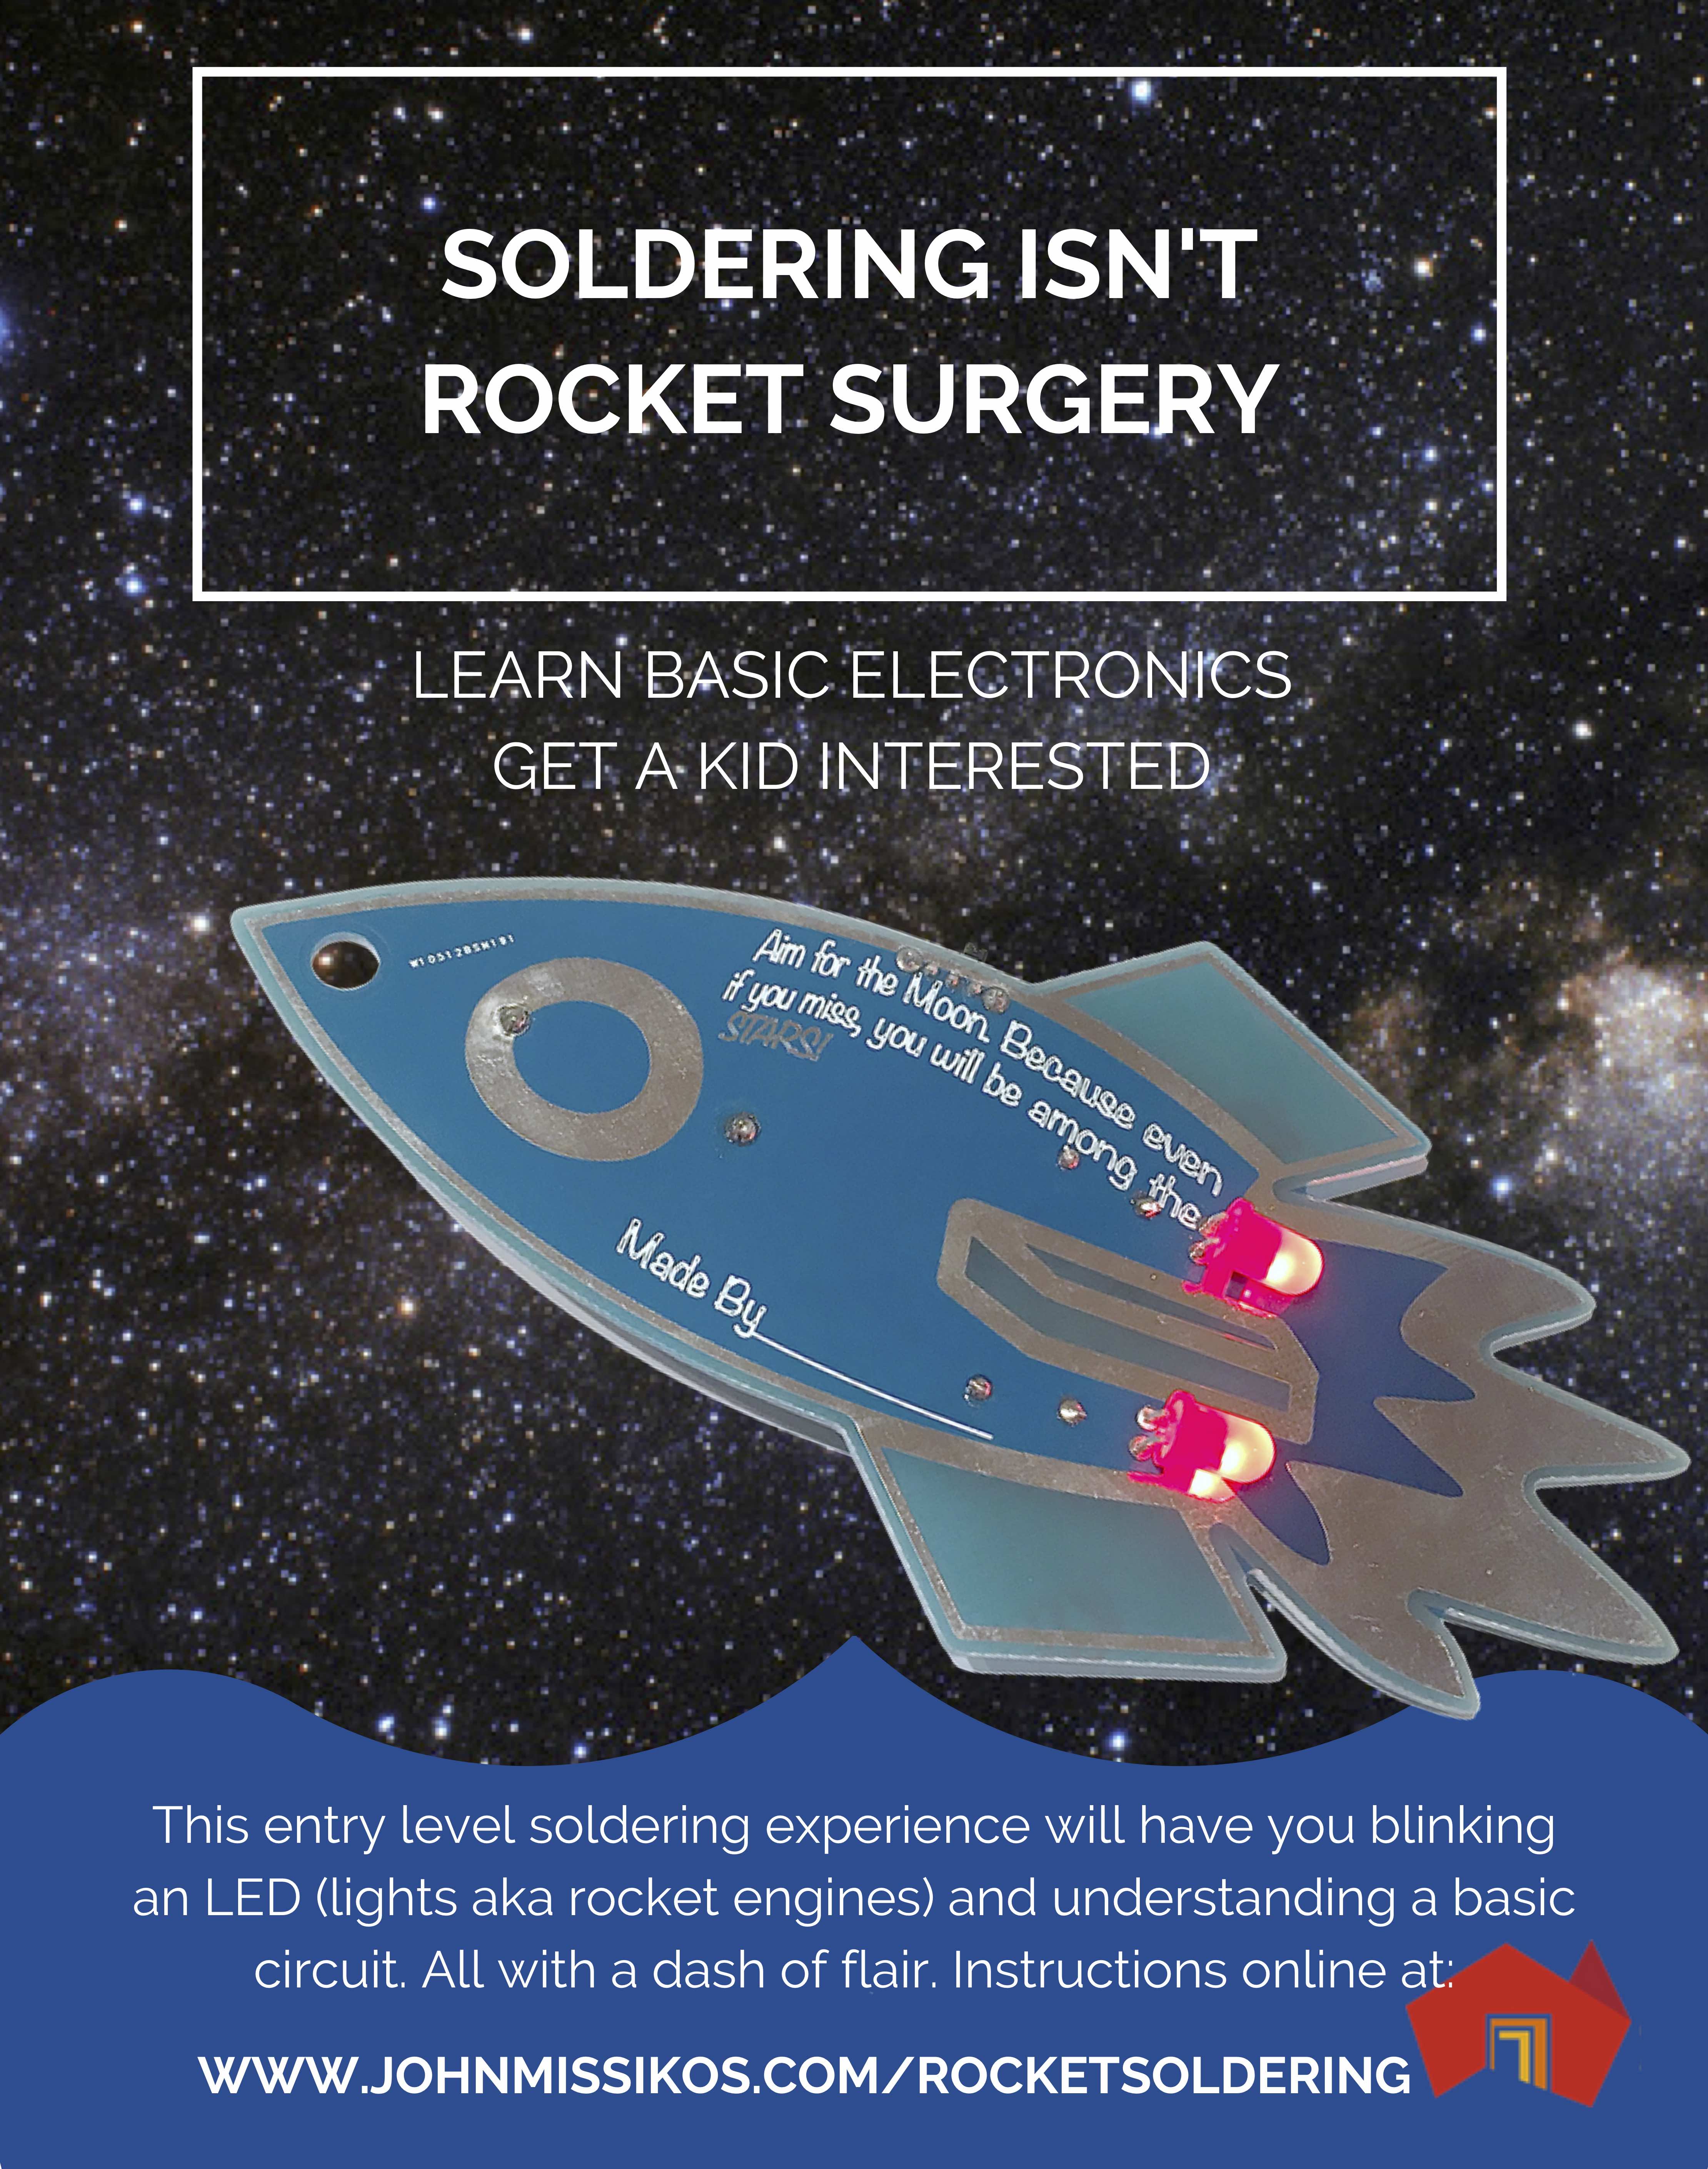 SOLDERING ISN'T
ROCKET SURGERY
LEARN BASIC ELECTRONICS
GET A KID INTERESTED
W105128SN191
Aim for the Moon. Because even
if you miss, you will be among the
STARS!
Made By
This entry level soldering experience will have you blinking
an LED (lights aka rocket engines) and understanding a basic
circuit. All with a dash of flair. Instructions online at:
WWW.JOHNMISSIKOS.COM/ROCKETSOLDERING